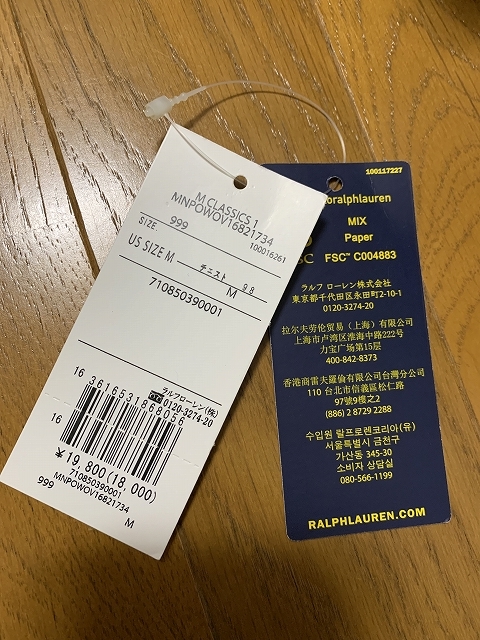 M CLASSICS 1
MNPOWOV16821734
100016261
SIZE 999
US SIZE M チェスト 98
M
710850390001
ラルフローレン(株)
0120-3274-20
16
3616531868056
16
¥19,800(18 000)
710850390001
MNPOWOV16821734
999 M
100117227
oralphlauren
MIX
Paper
SC FSC™ C004883
ラルフ ローレン株式会社
東京都千代田区永田町2-10-1
0120-3274-20
拉尔夫劳伦贸易（上海）有限公司
上海市卢湾区淮海中路222号
力宝广场第15层
400-842-8373
香港商雷夫羅倫有限公司台灣分公司
110 台北市信義區松仁路
97號9樓之2
(886) 2 8729 2288
수입원 랄프로렌코리아(유)
서울특별시 금천구
가산동 345-30
소비자 상담실
080-566-1199
RALPHLAUREN.COM